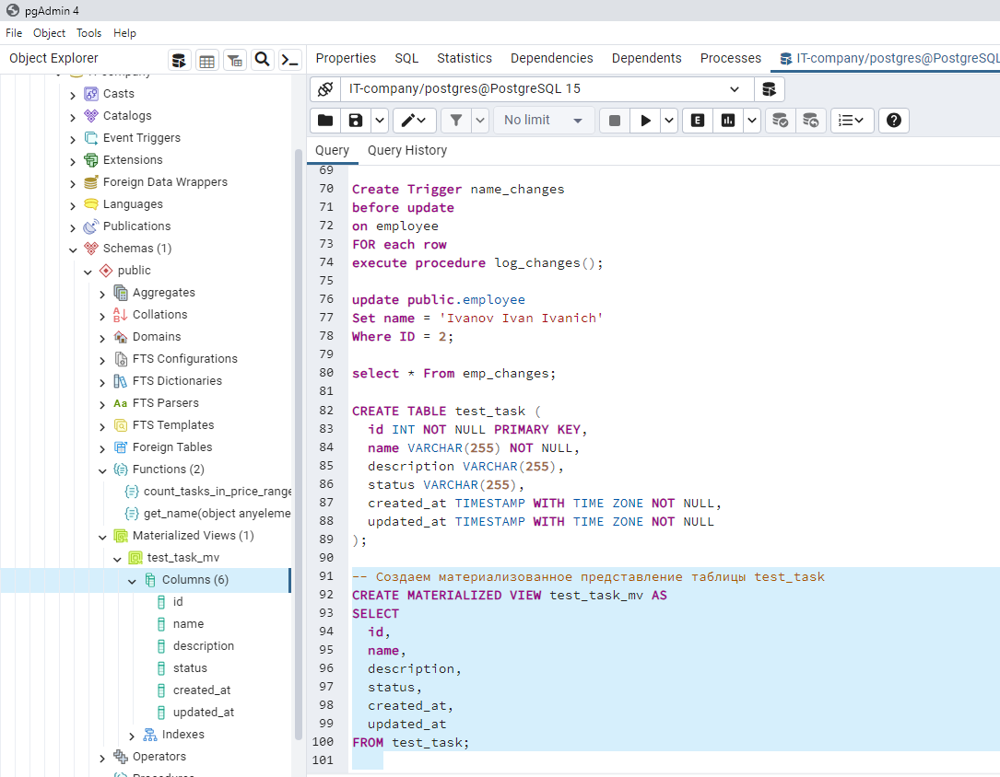 pgAdmin 4
File Object Tools Help
Object Explorer
Properties SQL Statistics Dependencies Dependents Processes IT-company/postgres@PostgreSQL
IT-company/postgres@PostgreSQL 15
No limit
Query Query History
Casts
Catalogs
Event Triggers
Extensions
Foreign Data Wrappers
Languages
Publications
Schemas (1)
public
Aggregates
Collations
Domains
FTS Configurations
FTS Dictionaries
Aa FTS Parsers
FTS Templates
Foreign Tables
Functions (2)
count_tasks_in_price_range
get_name(object anyeleme
Materialized Views (1)
test_task_mv
Columns (6)
id
name
description
status
created_at
updated_at
Indexes
Operators
69
70 Create Trigger name_changes
71 before update
72 on employee
73 FOR each row
74 execute procedure log_changes();
75
76 update public.employee
77 Set name = 'Ivanov Ivan Ivanich'
78 Where ID = 2;
79
80 select * From emp_changes;
81
82 CREATE TABLE test_task (
83 id INT NOT NULL PRIMARY KEY,
84 name VARCHAR(255) NOT NULL,
85 description VARCHAR(255),
86 status VARCHAR(255),
87 created_at TIMESTAMP WITH TIME ZONE NOT NULL,
88 updated_at TIMESTAMP WITH TIME ZONE NOT NULL
89 );
90
91 -- Создаем материализованное представление таблицы test_task
92 CREATE MATERIALIZED VIEW test_task_mv AS
93 SELECT
94 id,
95 name,
96 description,
97 status,
98 created_at,
99 updated_at
100 FROM test_task;
101